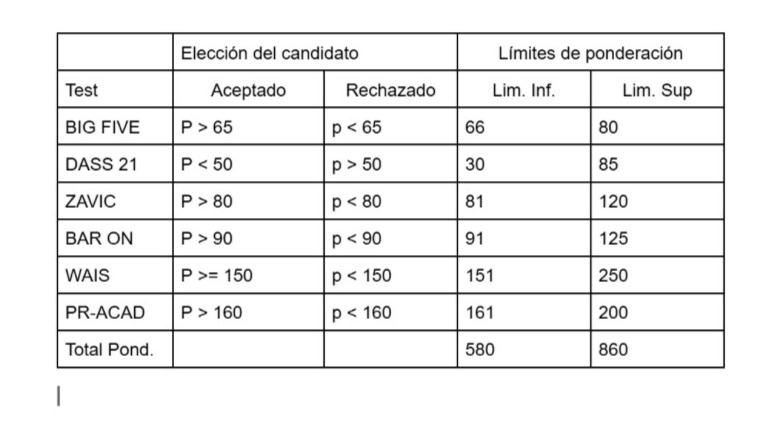 Elección del candidato Límites de ponderación
Test Aceptado Rechazado Lim. Inf. Lim. Sup
BIG FIVE P > 65 p < 65 66 80
DASS 21 P < 50 p > 50 30 85
ZAVIC P > 80 p < 80 81 120
BAR ON P > 90 p < 90 91 125
WAIS P >= 150 p < 150 151 250
PR-ACAD P > 160 p < 160 161 200
Total Pond. 580 860